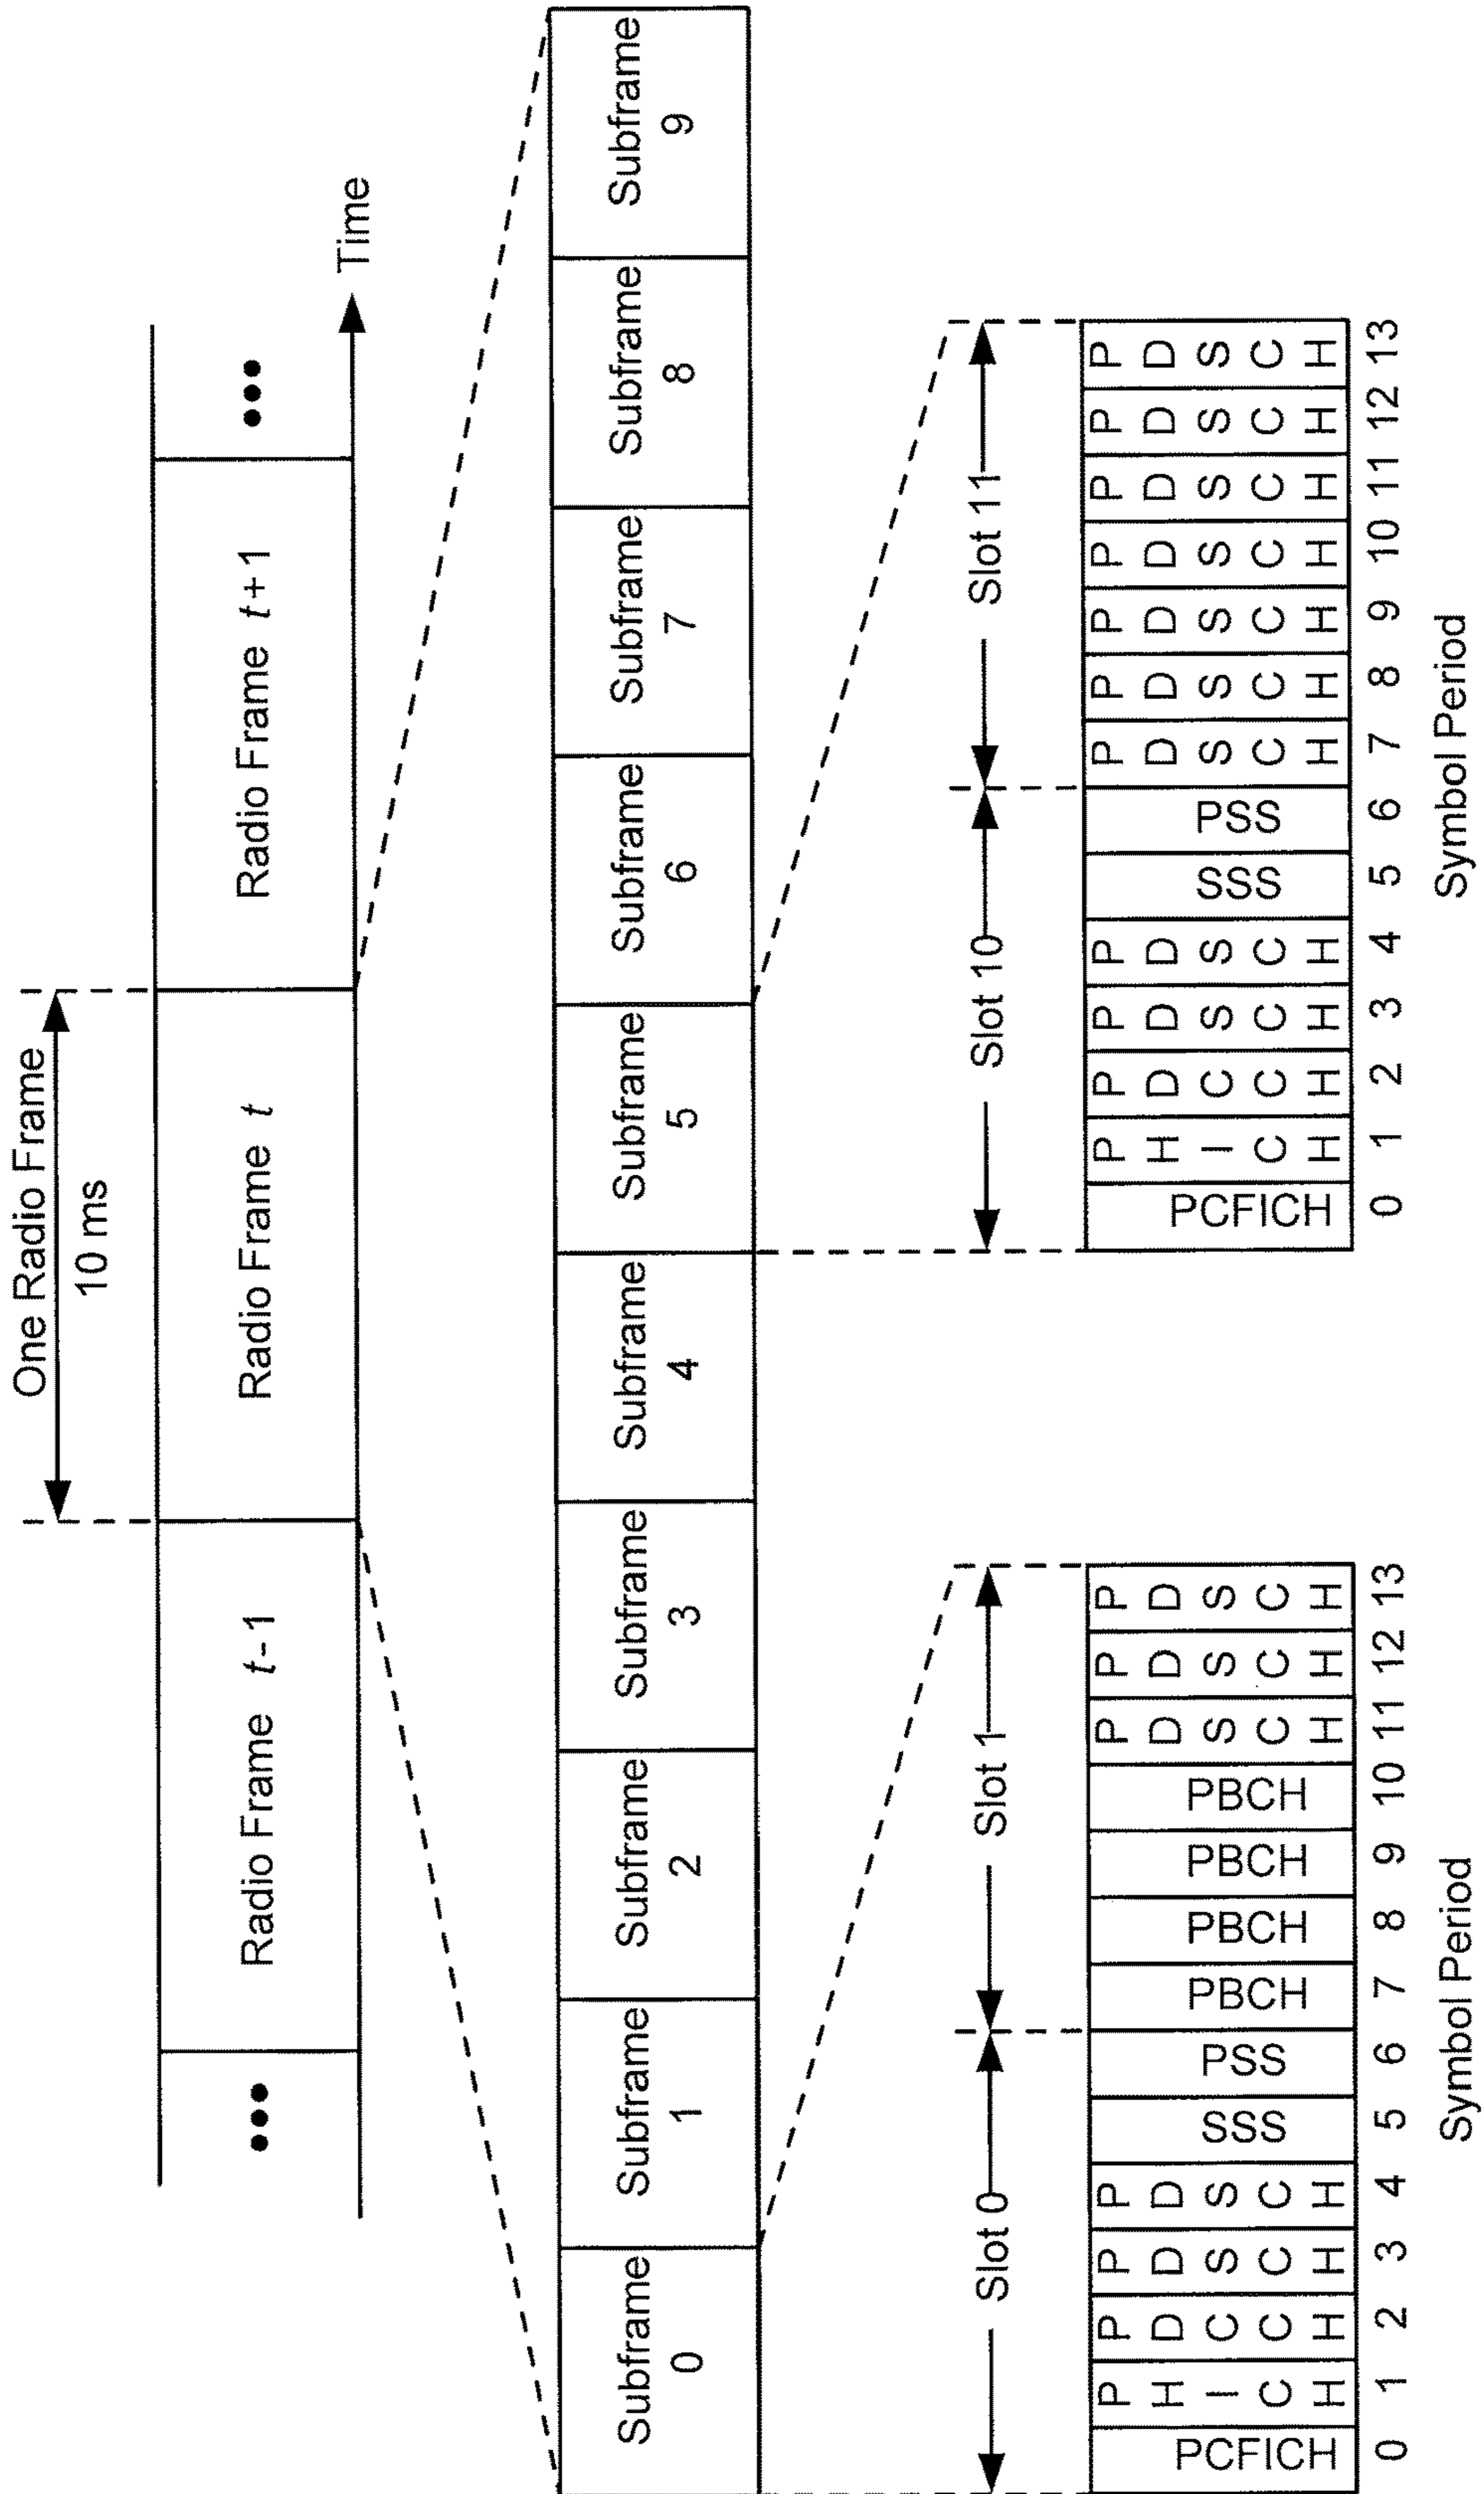 One Radio Frame
10 ms
••• Radio Frame t-1 Radio Frame t Radio Frame t+1 •••
Time
Subframe Subframe Subframe Subframe Subframe Subframe Subframe Subframe Subframe Subframe
0 1 2 3 4 5 6 7 8 9
Slot 0 Slot 1
PCFICH PHICH PDCCH PDSCH PDSCH SSS PSS PBCH PBCH PBCH PBCH PDSCH PDSCH PDSCH
0 1 2 3 4 5 6 7 8 9 10 11 12 13
Symbol Period
Slot 10 Slot 11
PCFICH PHICH PDCCH PDSCH PDSCH SSS PSS PDSCH PDSCH PDSCH PDSCH PDSCH PDSCH PDSCH
0 1 2 3 4 5 6 7 8 9 10 11 12 13
Symbol Period